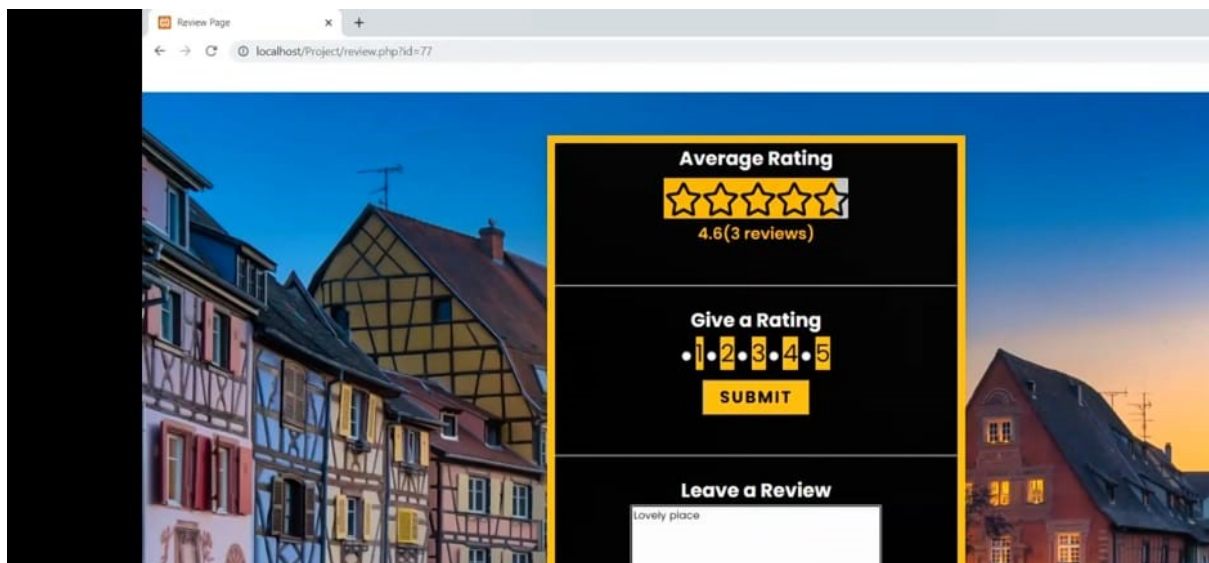 Review Page
localhost/Project/review.php?id=77
Average Rating
4.6(3 reviews)
Give a Rating
1 2 3 4 5
SUBMIT
Leave a Review
Lovely place